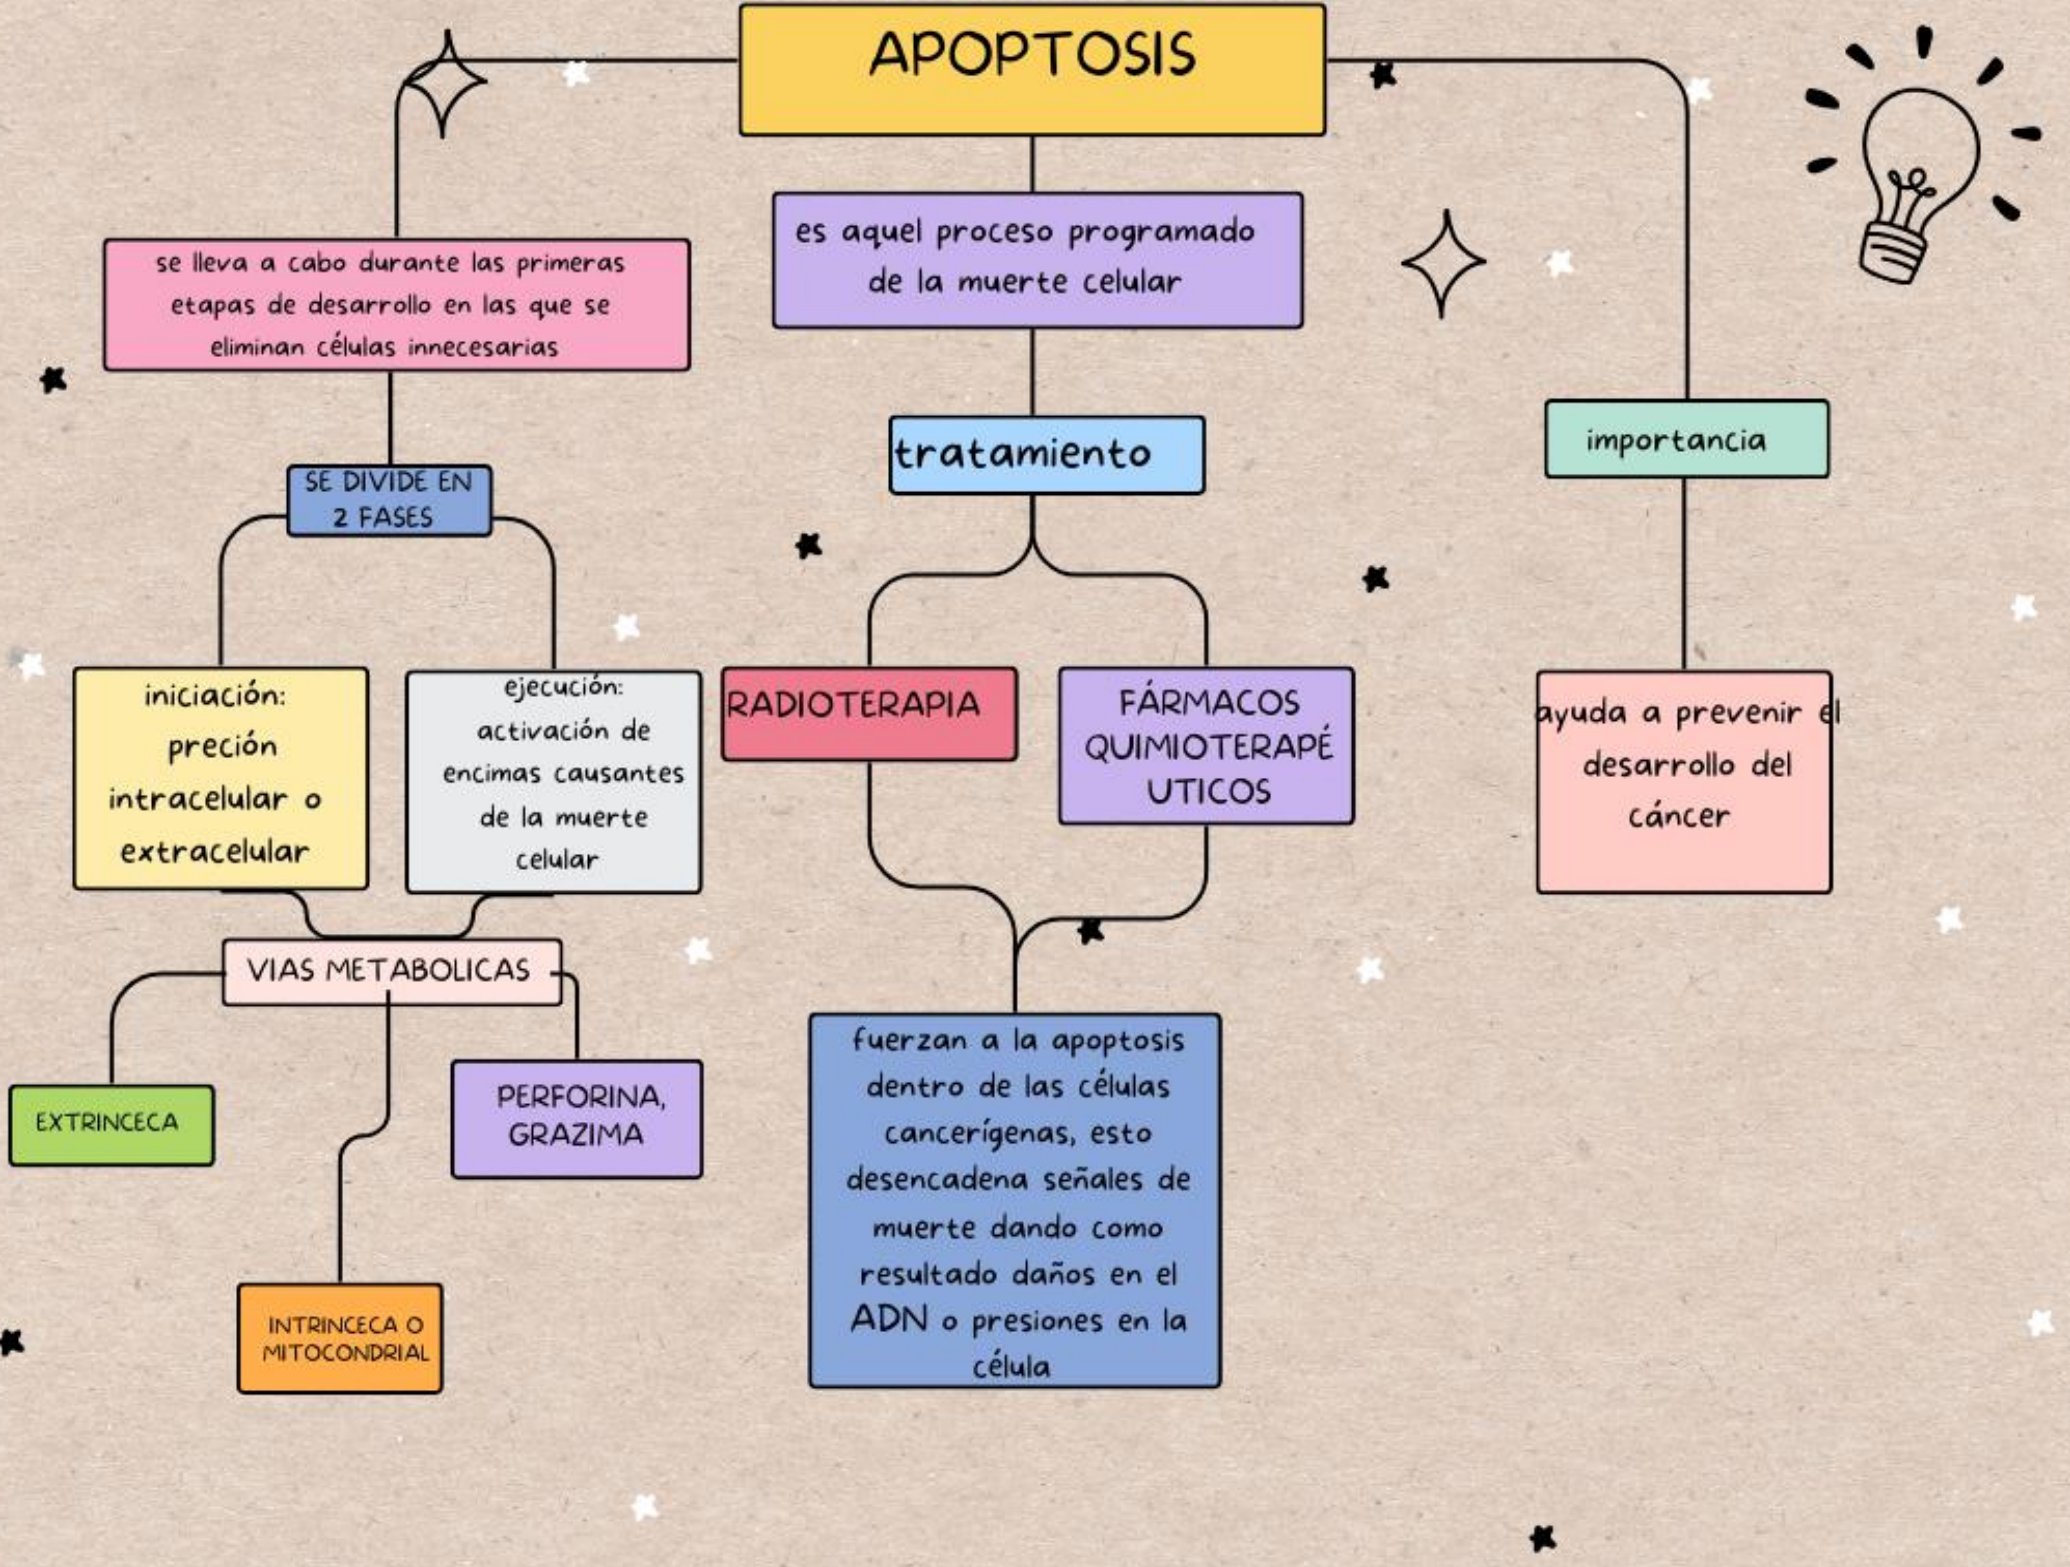 APOPTOSIS
es aquel proceso programado
de la muerte celular
se lleva a cabo durante las primeras
etapas de desarrollo en las que se
eliminan células innecesarias
tratamiento
importancia
SE DIVIDE EN
2 FASES
iniciación:
preción
intracelular o
extracelular
ejecución:
activación de
encimas causantes
de la muerte
celular
RADIOTERAPIA
FÁRMACOS
QUIMIOTERAPÉ
UTICOS
ayuda a prevenir el
desarrollo del
cáncer
VIAS METABOLICAS
EXTRINCECA
PERFORINA,
GRAZIMA
INTRINCECA O
MITOCONDRIAL
fuerzan a la apoptosis
dentro de las células
cancerígenas, esto
desencadena señales de
muerte dando como
resultado daños en el
ADN o presiones en la
célula